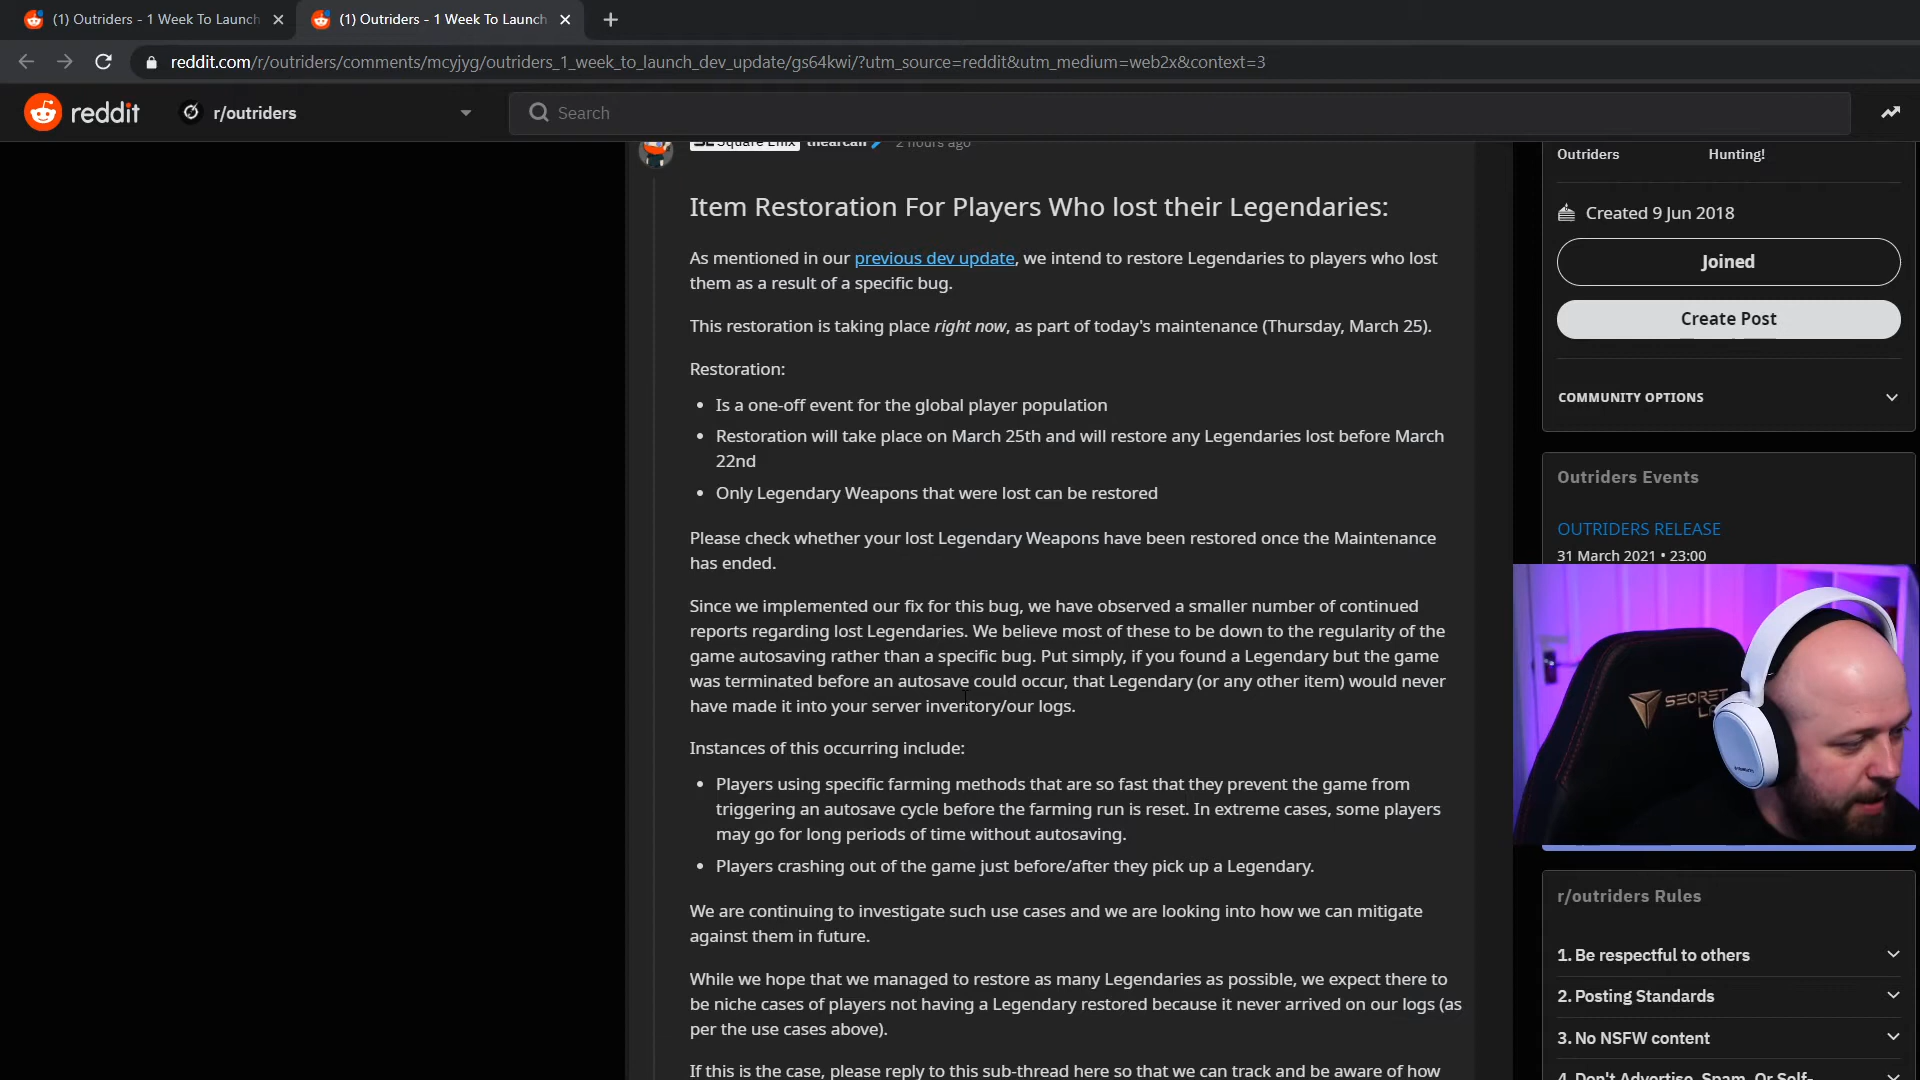 (1) Outriders - 1 Week To Launch
(1) Outriders - 1 Week To Launch
reddit.com/r/outriders/comments/mcyjyg/outriders_1_week_to_launch_dev_update/gs64kwi/?utm_source=reddit&utm_medium=web2x&context=3
reddit
r/outriders
Search
Square Enix thearcan 2 hours ago
Item Restoration For Players Who lost their Legendaries:
As mentioned in our previous dev update, we intend to restore Legendaries to players who lost
them as a result of a specific bug.
This restoration is taking place right now, as part of today's maintenance (Thursday, March 25).
Restoration:
• Is a one-off event for the global player population
• Restoration will take place on March 25th and will restore any Legendaries lost before March
22nd
• Only Legendary Weapons that were lost can be restored
Please check whether your lost Legendary Weapons have been restored once the Maintenance
has ended.
Since we implemented our fix for this bug, we have observed a smaller number of continued
reports regarding lost Legendaries. We believe most of these to be down to the regularity of the
game autosaving rather than a specific bug. Put simply, if you found a Legendary but the game
was terminated before an autosave could occur, that Legendary (or any other item) would never
have made it into your server inventory/our logs.
Instances of this occurring include:
• Players using specific farming methods that are so fast that they prevent the game from
triggering an autosave cycle before the farming run is reset. In extreme cases, some players
may go for long periods of time without autosaving.
• Players crashing out of the game just before/after they pick up a Legendary.
We are continuing to investigate such use cases and we are looking into how we can mitigate
against them in future.
While we hope that we managed to restore as many Legendaries as possible, we expect there to
be niche cases of players not having a Legendary restored because it never arrived on our logs (as
per the use cases above).
If this is the case, please reply to this sub-thread here so that we can track and be aware of how
Outriders
Hunting!
Created 9 Jun 2018
Joined
Create Post
COMMUNITY OPTIONS
Outriders Events
OUTRIDERS RELEASE
31 March 2021 • 23:00
SECRET
r/outriders Rules
1. Be respectful to others
2. Posting Standards
3. No NSFW content
4. Don't Advertise, Spam, Or Self-